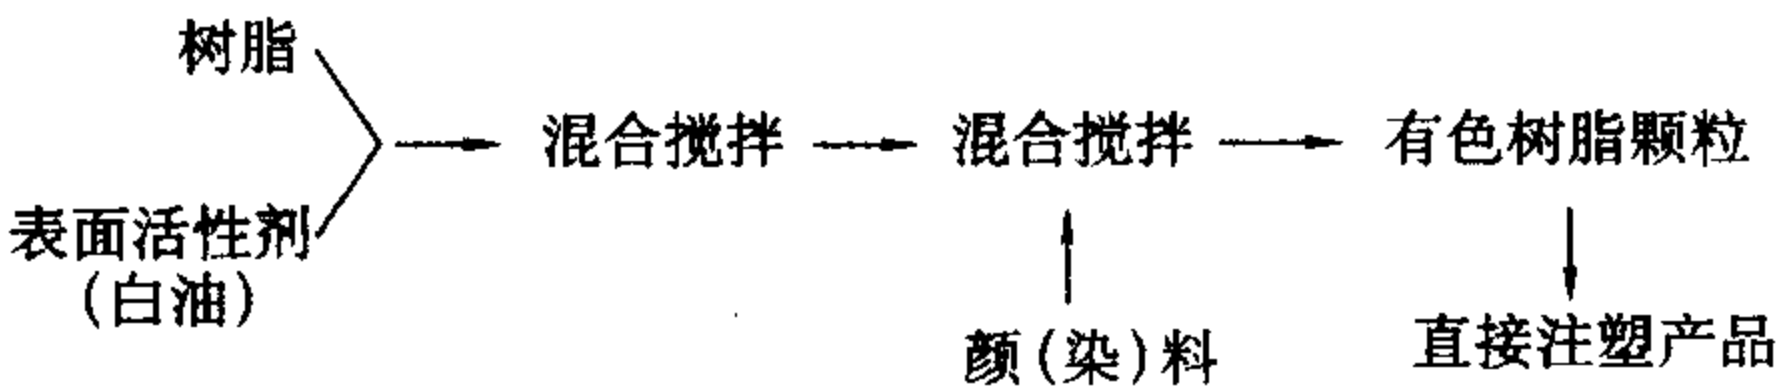 树脂
表面活性剂
(白油)
混合搅拌
混合搅拌
颜(染)料
有色树脂颗粒
直接注塑产品